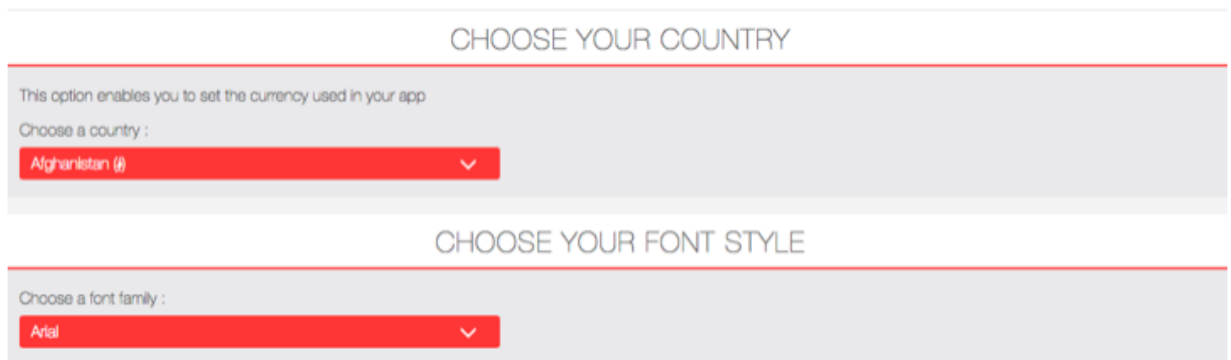 CHOOSE YOUR COUNTRY
This option enables you to set the currency used in your app
Choose a country :
Afghanistan (؋)
CHOOSE YOUR FONT STYLE
Choose a font family :
Arial